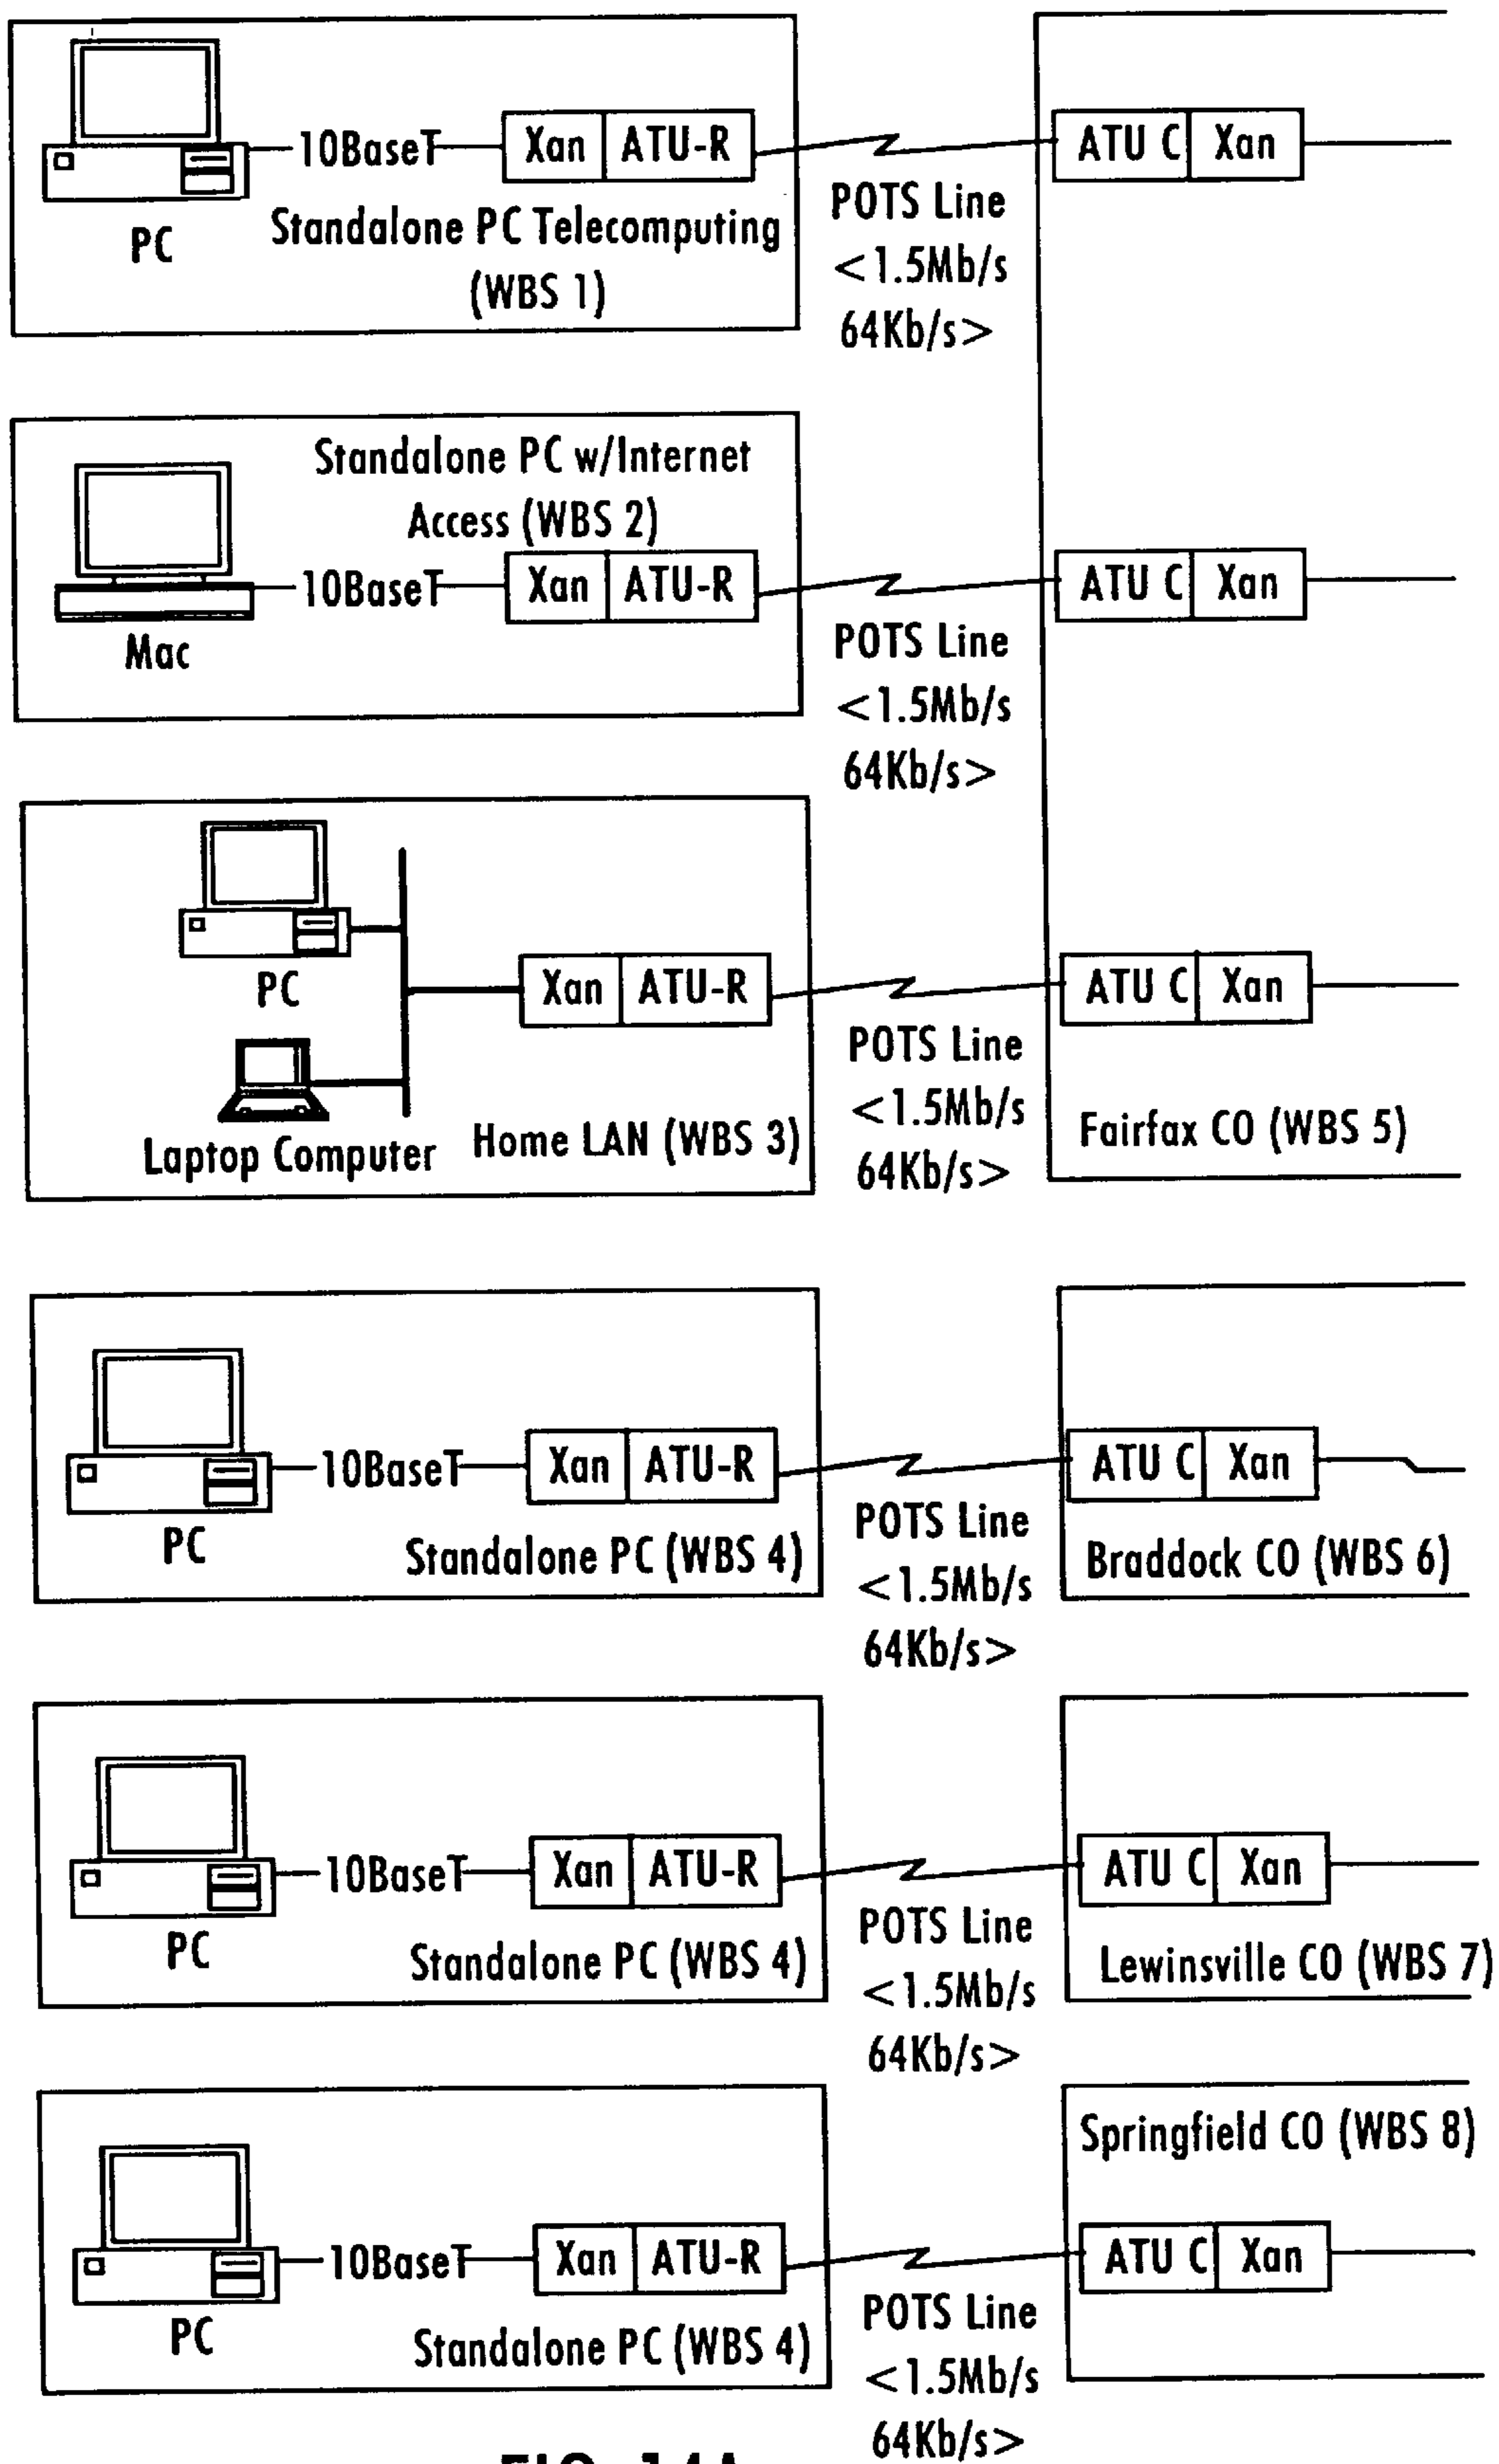 10BaseT Xan ATU-R ATU C Xan
PC
Standalone PC Telecomputing
(WBS 1)
POTS Line
<1.5Mb/s
64Kb/s>
Standalone PC w/Internet
Access (WBS 2)
10BaseT Xan ATU-R ATU C Xan
Mac
POTS Line
<1.5Mb/s
64Kb/s>
PC
Xan ATU-R ATU C Xan
Laptop Computer
Home LAN (WBS 3)
POTS Line
<1.5Mb/s
64Kb/s>
Fairfax CO (WBS 5)
10BaseT Xan ATU-R ATU C Xan
PC
Standalone PC (WBS 4)
POTS Line
<1.5Mb/s
64Kb/s>
Braddock CO (WBS 6)
10BaseT Xan ATU-R ATU C Xan
PC
Standalone PC (WBS 4)
POTS Line
<1.5Mb/s
64Kb/s>
Lewinsville CO (WBS 7)
Springfield CO (WBS 8)
10BaseT Xan ATU-R ATU C Xan
PC
Standalone PC (WBS 4)
POTS Line
<1.5Mb/s
64Kb/s>
FIG. 14A